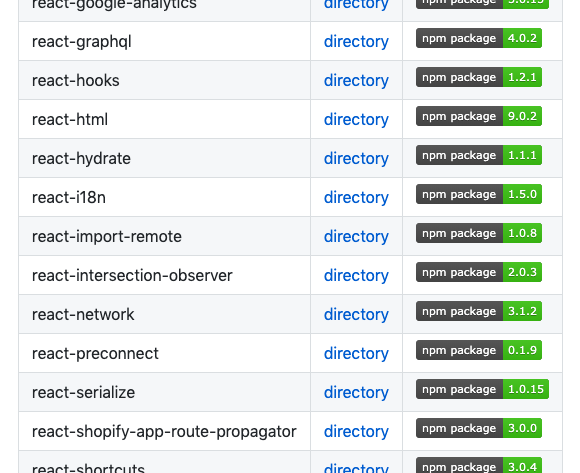 react-google-analytics directory npm package 5.0.15
react-graphql directory npm package 4.0.2
react-hooks directory npm package 1.2.1
react-html directory npm package 9.0.2
react-hydrate directory npm package 1.1.1
react-i18n directory npm package 1.5.0
react-import-remote directory npm package 1.0.8
react-intersection-observer directory npm package 2.0.3
react-network directory npm package 3.1.2
react-preconnect directory npm package 0.1.9
react-serialize directory npm package 1.0.15
react-shopify-app-route-propagator directory npm package 3.0.0
react-shortcuts directory npm package 3.0.4